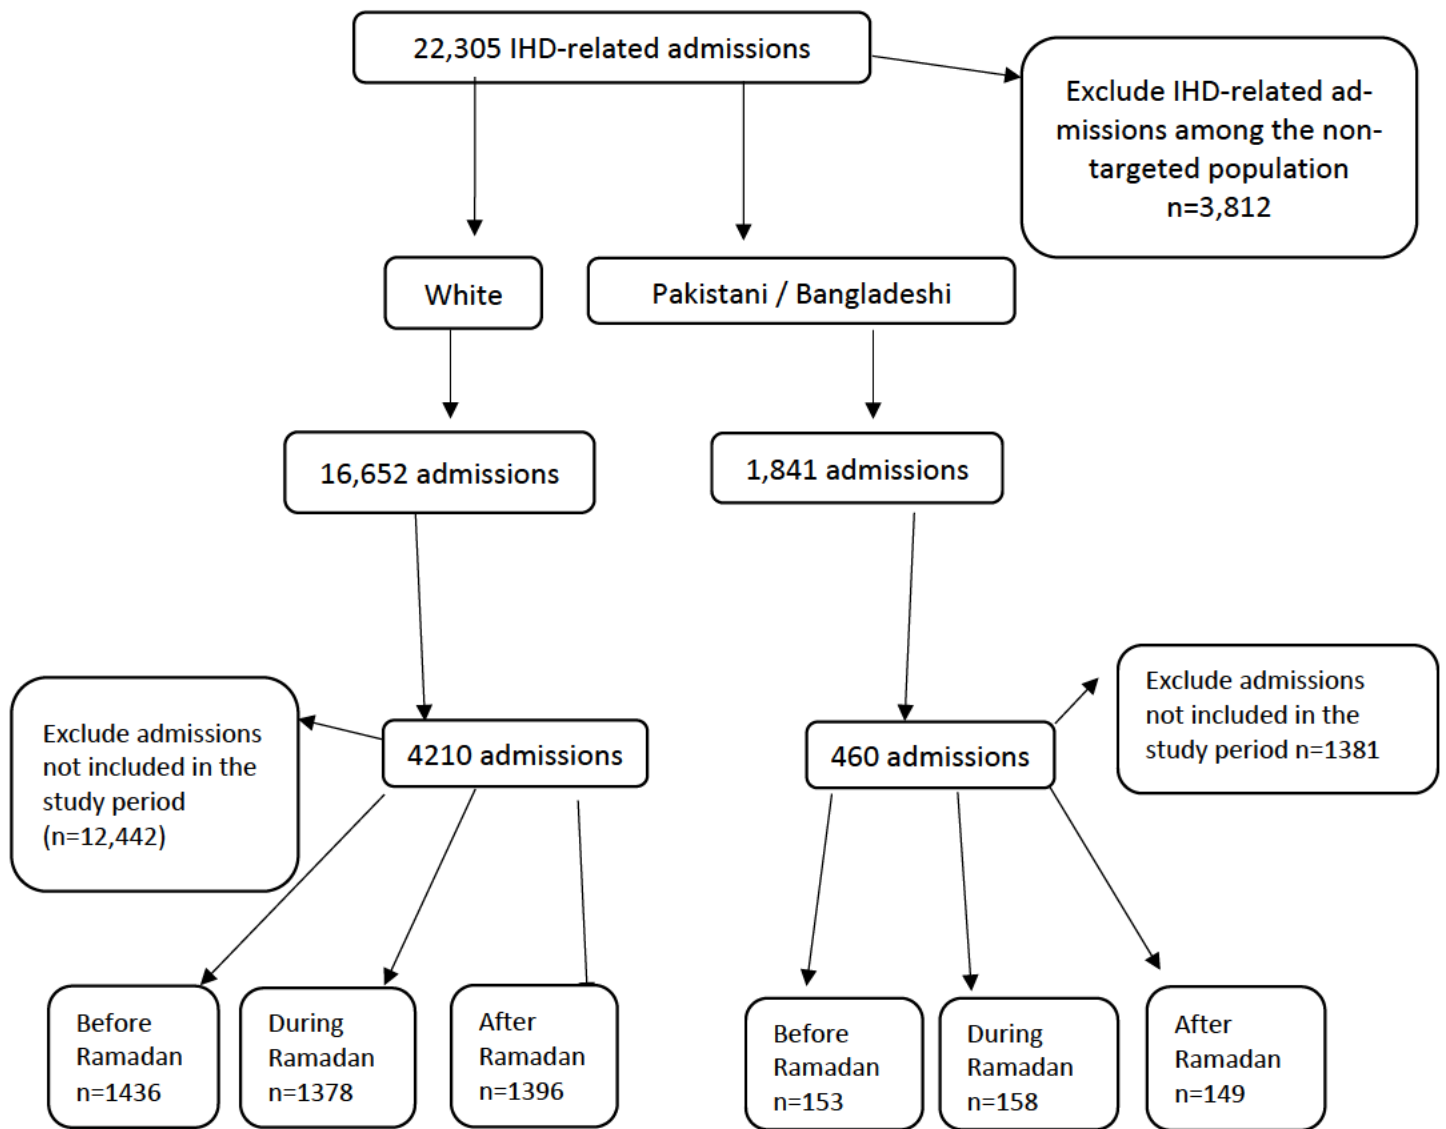 22,305 IHD-related admissions
Exclude IHD-related ad-
missions among the non-
targeted population
n=3,812
White
Pakistani / Bangladeshi
16,652 admissions
1,841 admissions
Exclude admissions
not included in the
study period
(n=12,442)
4210 admissions
460 admissions
Exclude admissions
not included in the
study period n=1381
Before
Ramadan
n=1436
During
Ramadan
n=1378
After
Ramadan
n=1396
Before
Ramadan
n=153
During
Ramadan
n=158
After
Ramadan
n=149